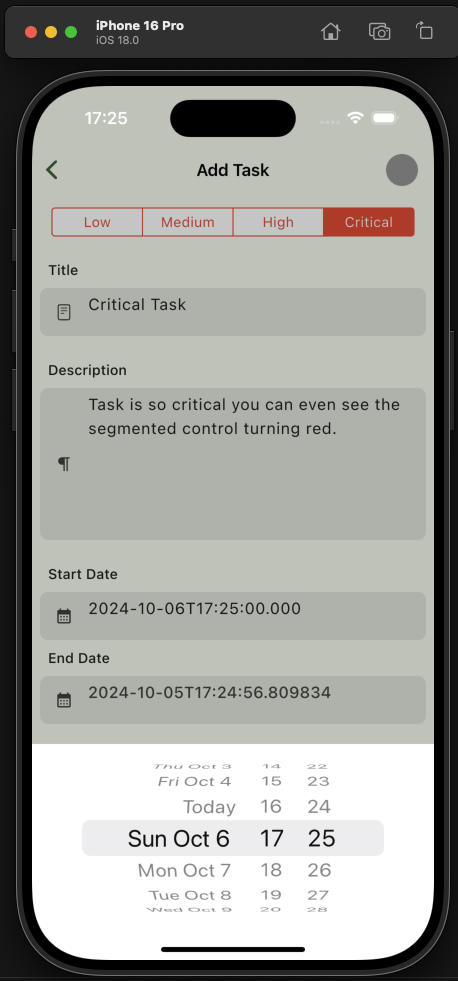 iPhone 16 Pro
iOS 18.0
17:25
Add Task
Low Medium High Critical
Title
Critical Task
Description
Task is so critical you can even see the
segmented control turning red.
Start Date
2024-10-06T17:25:00.000
End Date
2024-10-05T17:24:56.809834
Thu Oct 3 14 22
Fri Oct 4 15 23
Today 16 24
Sun Oct 6 17 25
Mon Oct 7 18 26
Tue Oct 8 19 27
Wed Oct 9 20 28